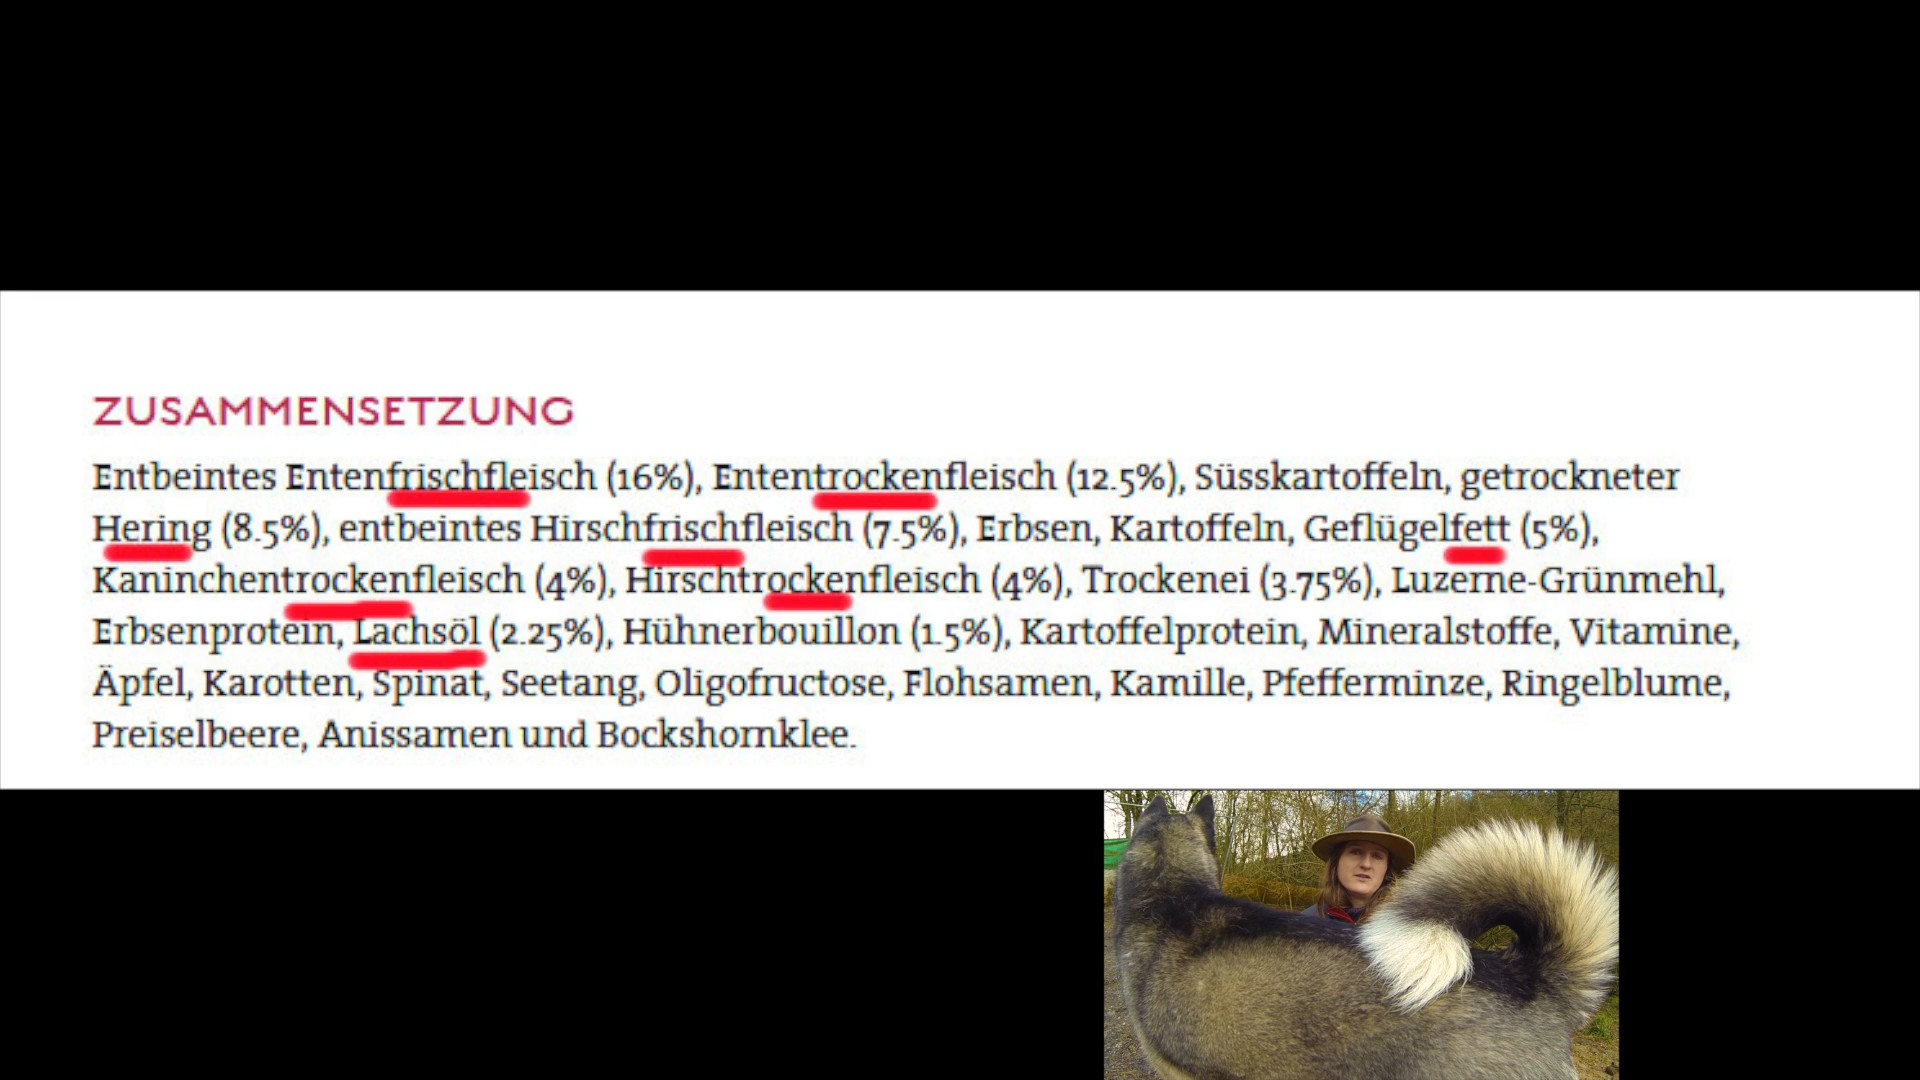 ZUSAMMENSETZUNG
Entbeintes Entenfrischfleisch (16%), Ententrockenfleisch (12.5%), Süsskartoffeln, getrockneter
Hering (8.5%), entbeintes Hirschfrischfleisch (7.5%), Erbsen, Kartoffeln, Geflügelfett (5%),
Kaninchentrockenfleisch (4%), Hirschtrockenfleisch (4%), Trockenei (3.75%), Luzerne-Grünmehl,
Erbsenprotein, Lachsöl (2.25%), Hühnerbouillon (1.5%), Kartoffelprotein, Mineralstoffe, Vitamine,
Äpfel, Karotten, Spinat, Seetang, Oligofructose, Flohsamen, Kamille, Pfefferminze, Ringelblume,
Preiselbeere, Anissamen und Bockshornklee.